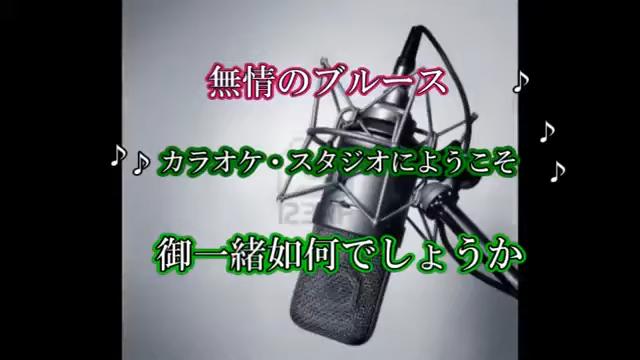 無情のブルース
♪カラオケ・スタジオにようこそ
御一緒如何でしょうか